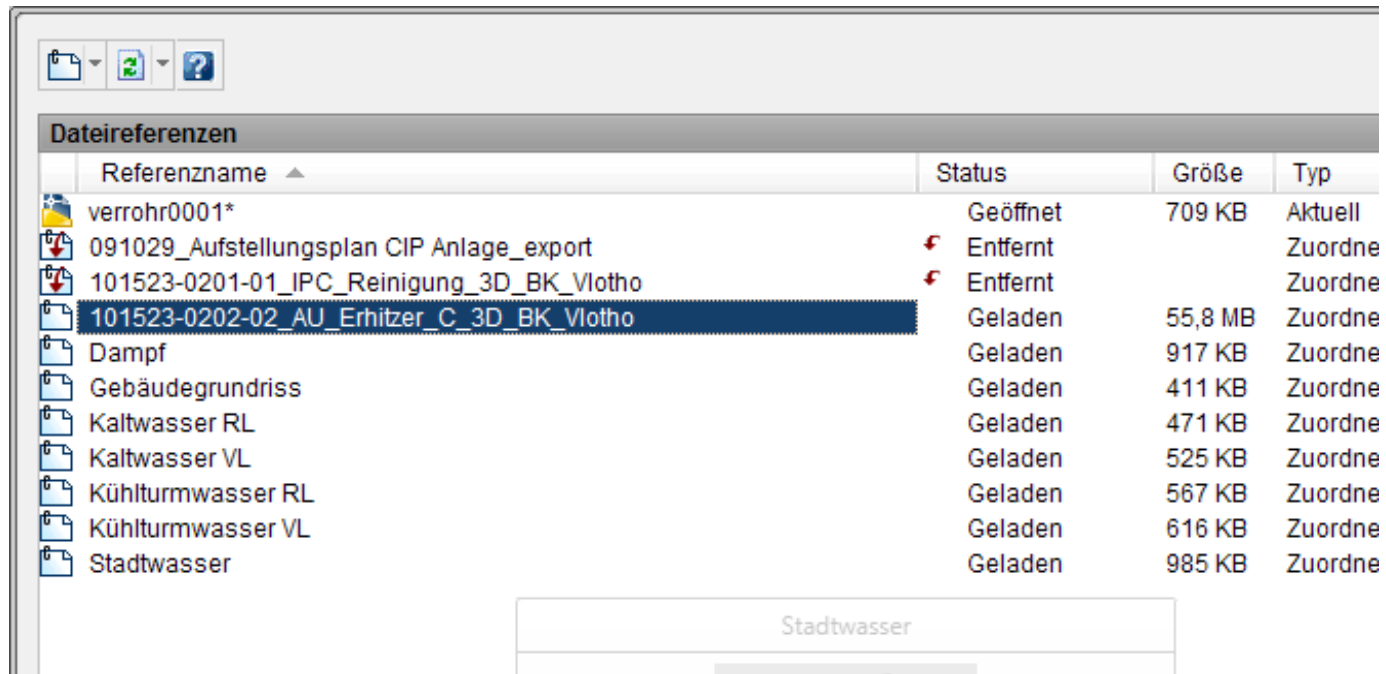 Dateireferenzen
Referenzname Status Größe Typ
verrohr0001* Geöffnet 709 KB Aktuell
091029_Aufstellungsplan CIP Anlage_export Entfernt Zuordne
101523-0201-01_IPC_Reinigung_3D_BK_Vlotho Entfernt Zuordne
101523-0202-02_AU_Erhitzer_C_3D_BK_Vlotho Geladen 55,8 MB Zuordne
Dampf Geladen 917 KB Zuordne
Gebäudegrundriss Geladen 411 KB Zuordne
Kaltwasser RL Geladen 471 KB Zuordne
Kaltwasser VL Geladen 525 KB Zuordne
Kühlturmwasser RL Geladen 567 KB Zuordne
Kühlturmwasser VL Geladen 616 KB Zuordne
Stadtwasser Geladen 985 KB Zuordne
Stadtwasser